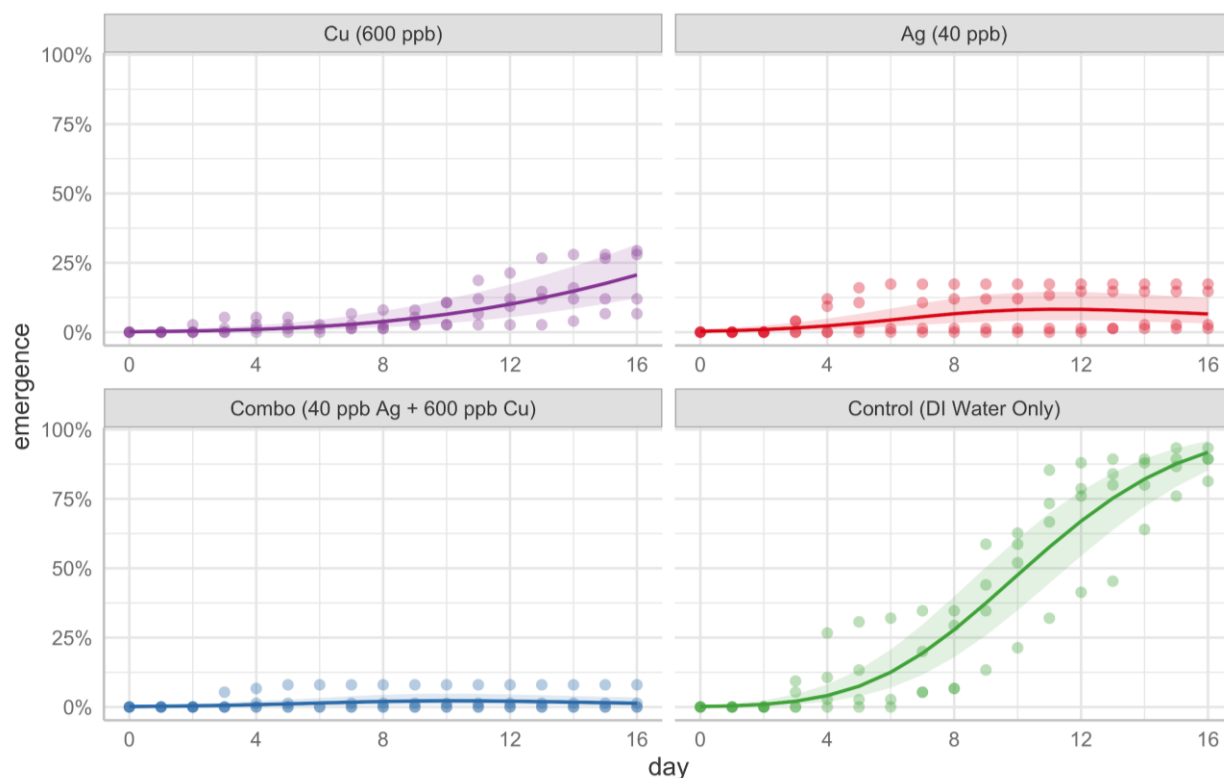 Cu (600 ppb)
Ag (40 ppb)
100%
75%
50%
25%
0%
0 4 8 12 16
0 4 8 12 16
emergence
Combo (40 ppb Ag + 600 ppb Cu)
Control (DI Water Only)
100%
75%
50%
25%
0%
0 4 8 12 16
0 4 8 12 16
day